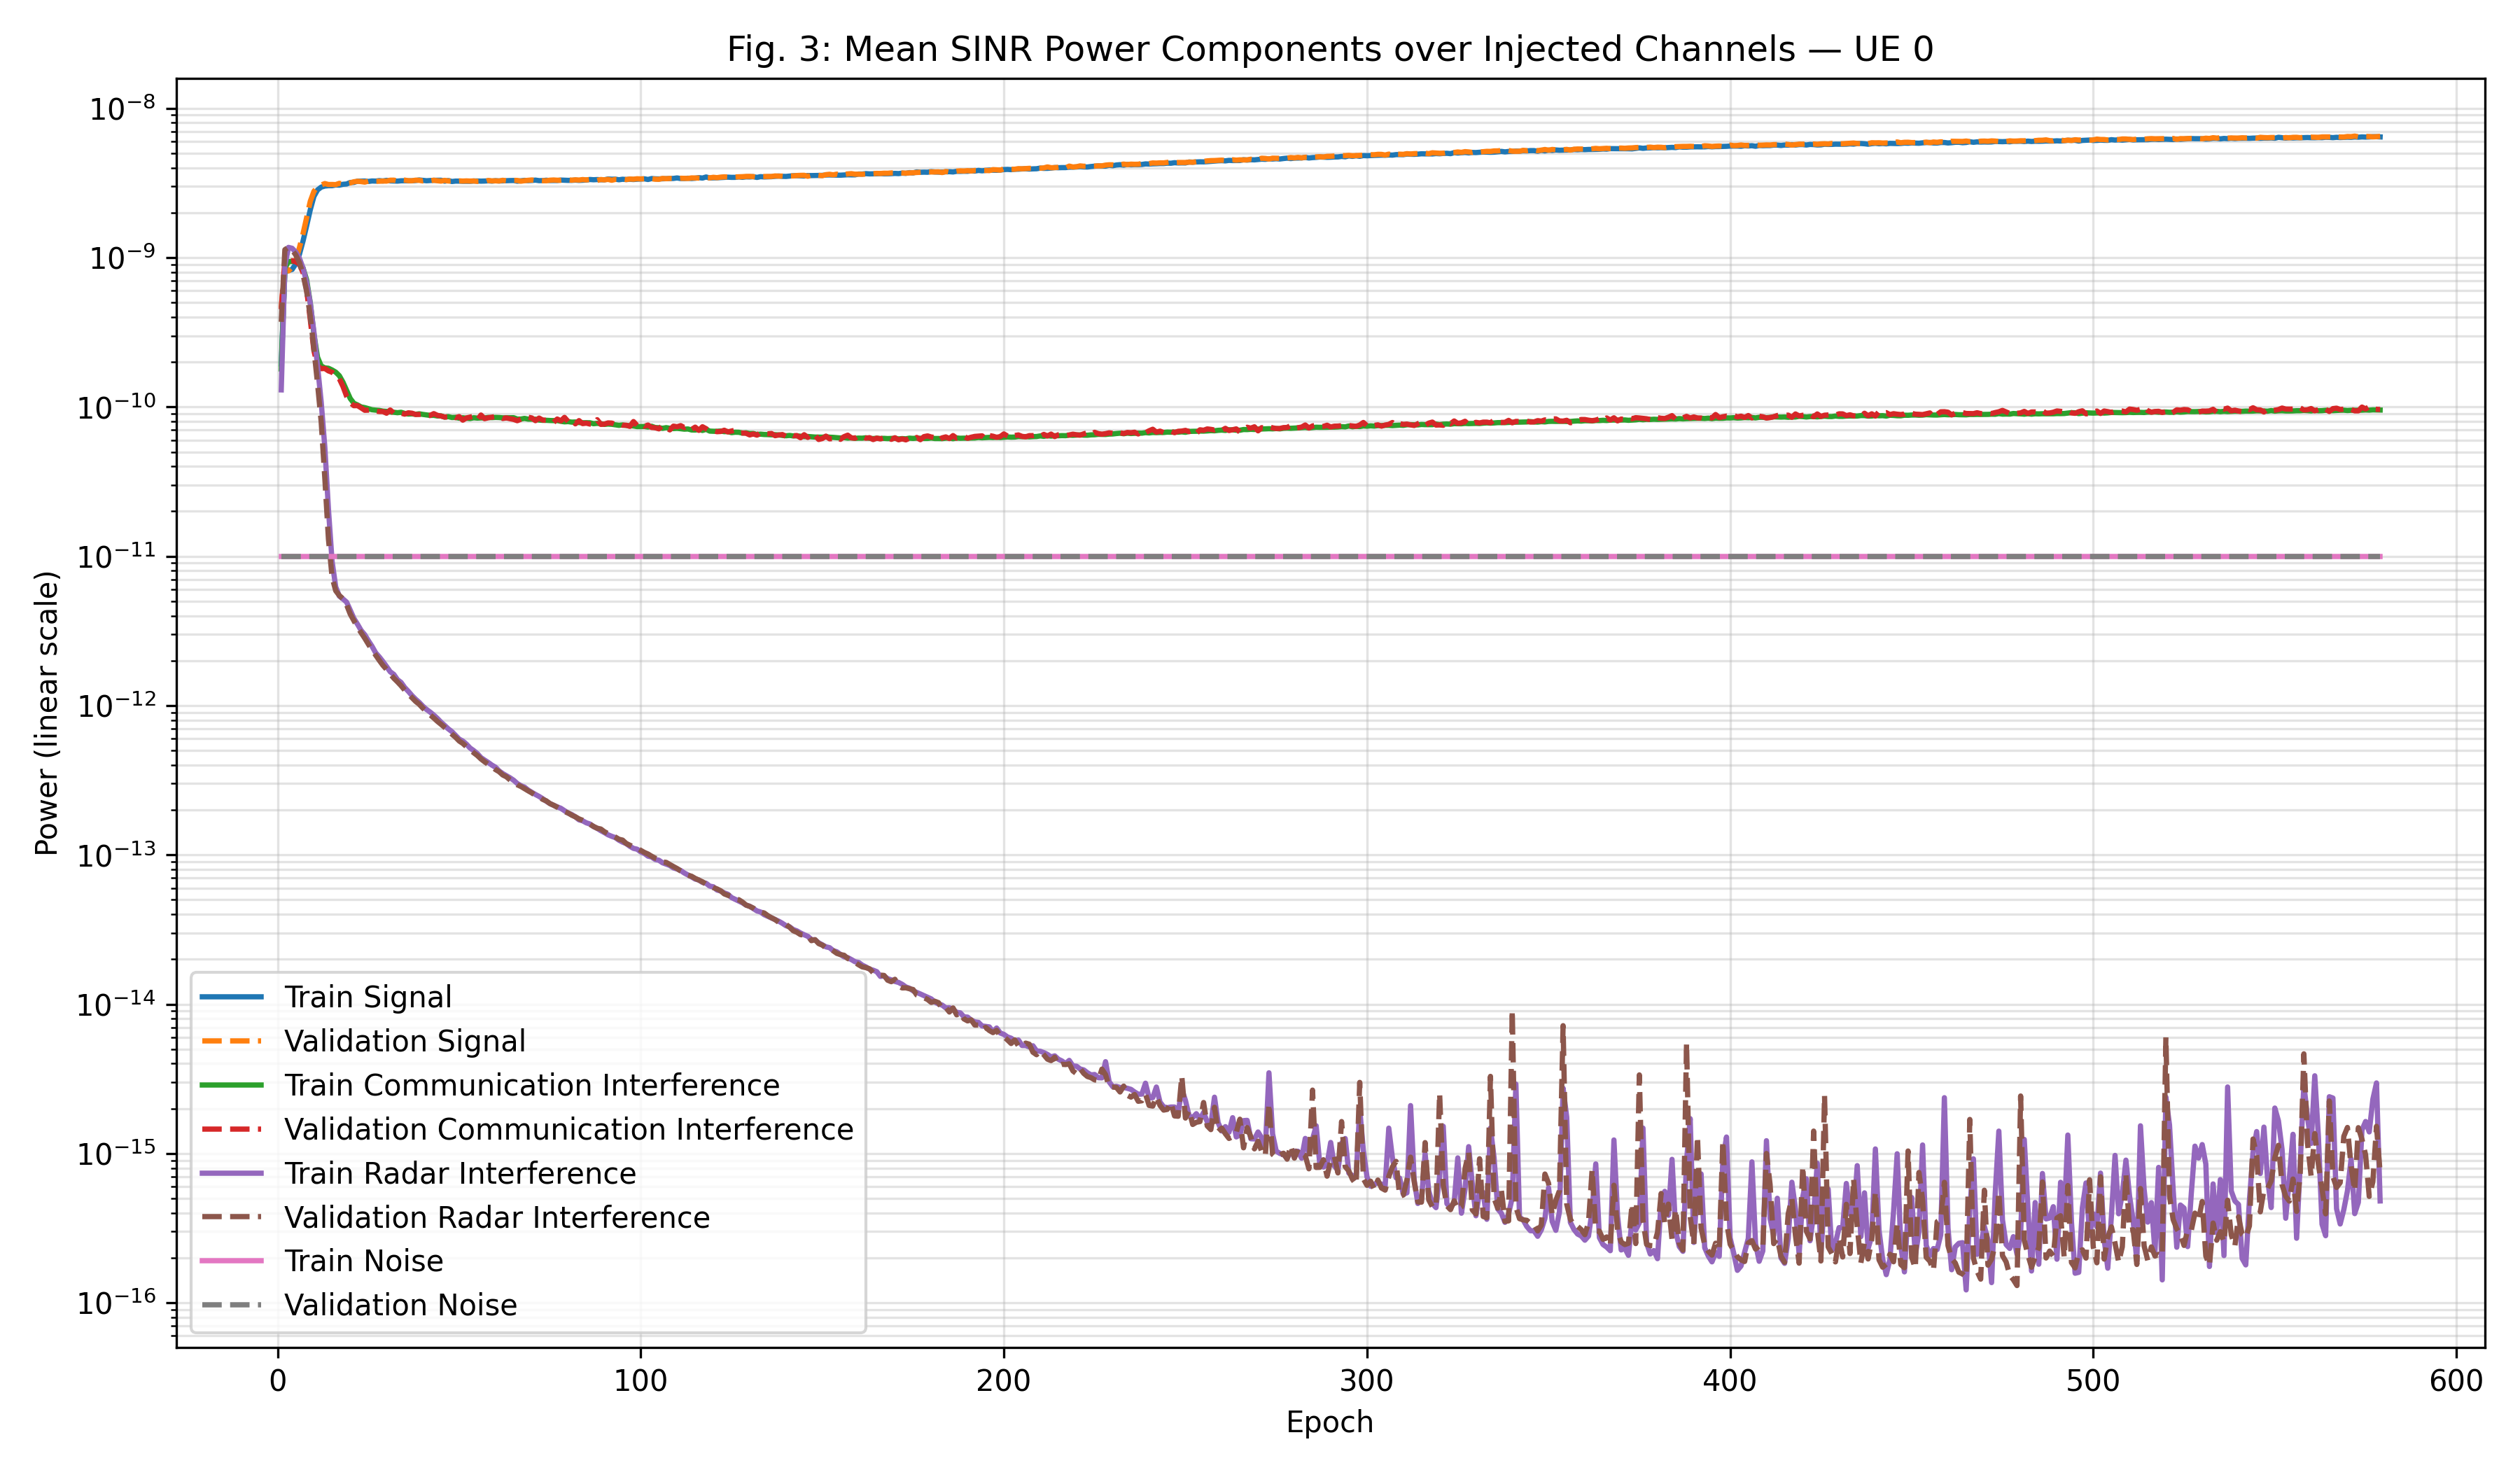 Fig. 3: Mean SINR Power Components over Injected Channels — UE 0
Power (linear scale)
10⁻⁸
10⁻⁹
10⁻¹⁰
10⁻¹¹
10⁻¹²
10⁻¹³
10⁻¹⁴
10⁻¹⁵
10⁻¹⁶
Train Signal
Validation Signal
Train Communication Interference
Validation Communication Interference
Train Radar Interference
Validation Radar Interference
Train Noise
Validation Noise
0 100 200 300 400 500 600
Epoch